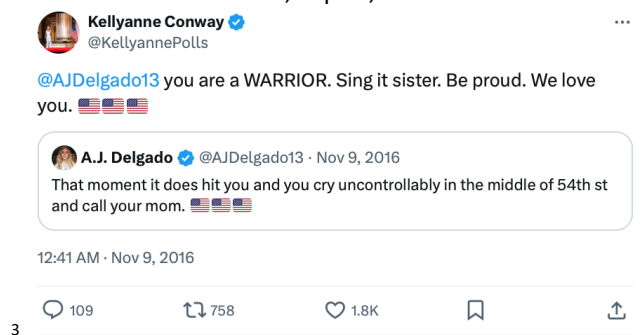 Kellyanne Conway
@KellyannePolls
@AJDelgado13 you are a WARRIOR. Sing it sister. Be proud. We love
you. 🇺🇸🇺🇸🇺🇸
A.J. Delgado @AJDelgado13 · Nov 9, 2016
That moment it does hit you and you cry uncontrollably in the middle of 54th st
and call your mom. 🇺🇸🇺🇸🇺🇸
12:41 AM · Nov 9, 2016
109 758 1.8K
3